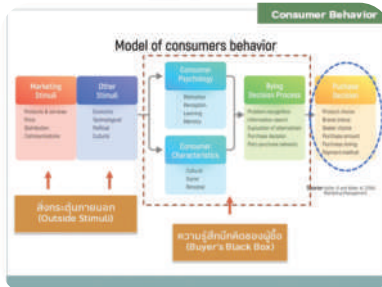 Consumer Behavior
Model of consumers behavior
Marketing
Stimuli
Products & services
Price
Distribution
Communications
Other
Stimuli
Economic
Technological
Political
Cultural
Consumer
Psychology
Motivation
Perception
Learning
Memory
Consumer
Characteristics
Cultural
Social
Personal
Buying
Decision Process
Problem recognition
Information search
Evaluation of alternatives
Purchase decision
Post-purchase behavior
Purchase
Decision
Product choice
Brand choice
Dealer choice
Purchase amount
Purchase timing
Payment method
สิ่งกระตุ้นภายนอก
(Outside Stimuli)
ความรู้สึกนึกคิดของผู้ซื้อ
(Buyer's Black Box)